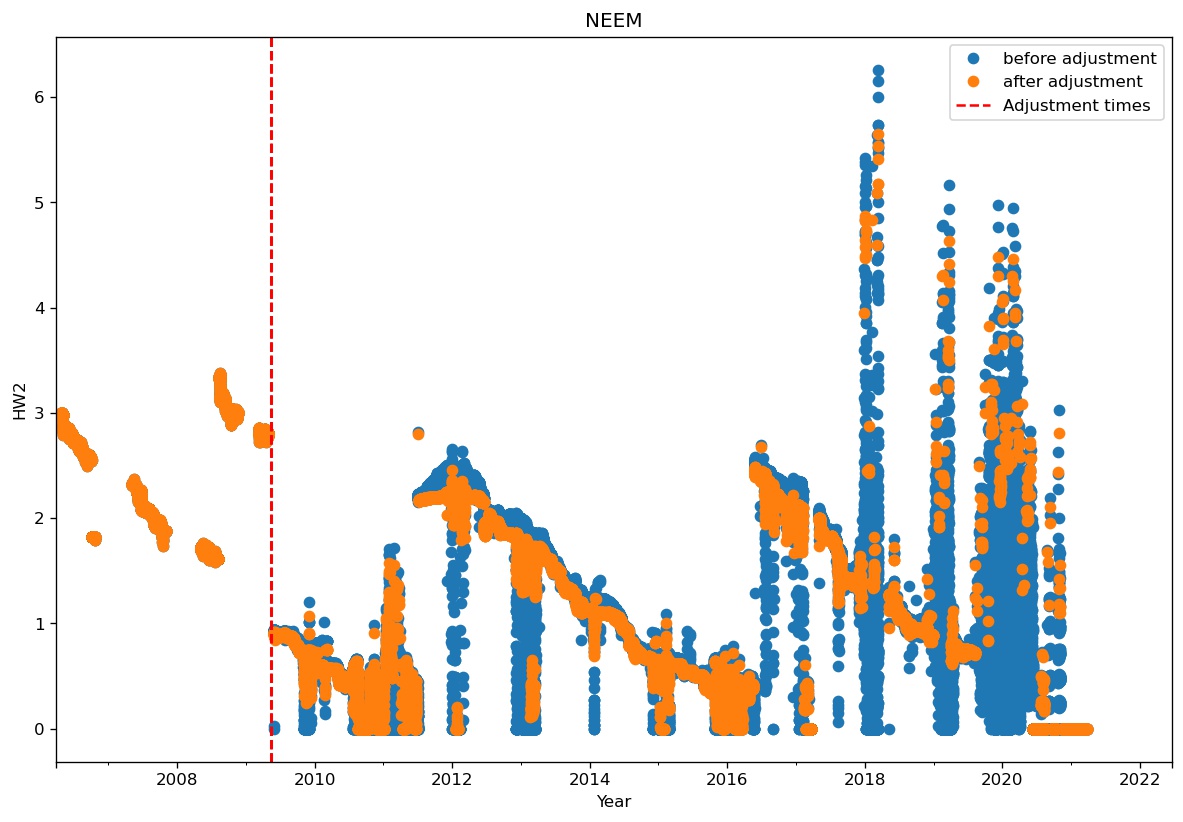 NEEM
before adjustment
after adjustment
Adjustment times
HW2
6
5
4
3
2
1
0
2008 2010 2012 2014 2016 2018 2020 2022
Year